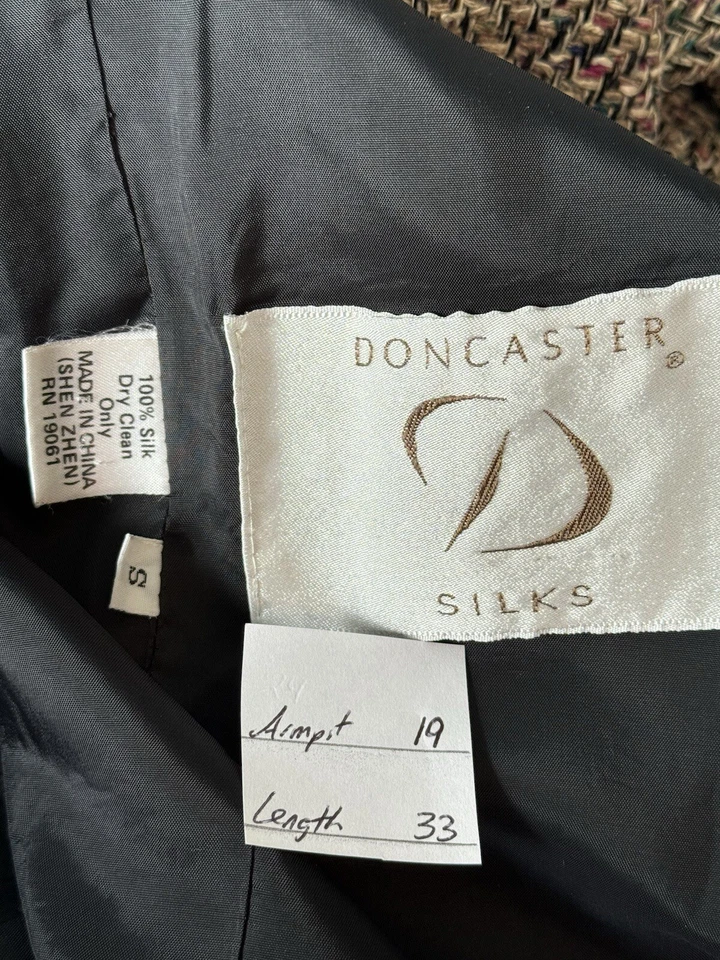 DONCASTER®
SILKS
100% Silk
Dry Clean
Only
MADE IN CHINA
(SHEN ZHEN)
RN 19061
S
Armpit 19
Length 33